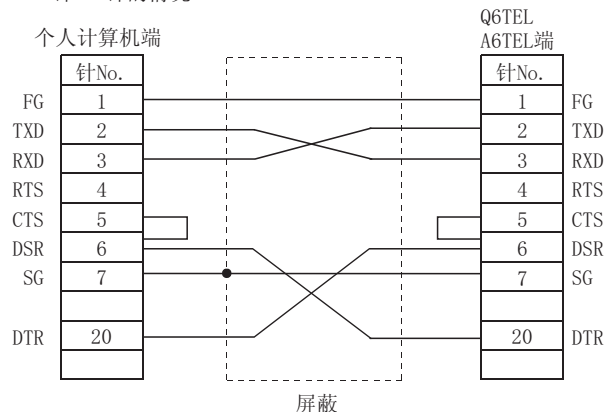 Q6TEL
个人计算机端 A6TEL端
针No. 针No.
FG 1 1 FG
TXD 2 2 TXD
RXD 3 3 RXD
RTS 4 4 RTS
CTS 5 5 CTS
DSR 6 6 DSR
SG 7 7 SG
DTR 20 20 DTR
屏蔽